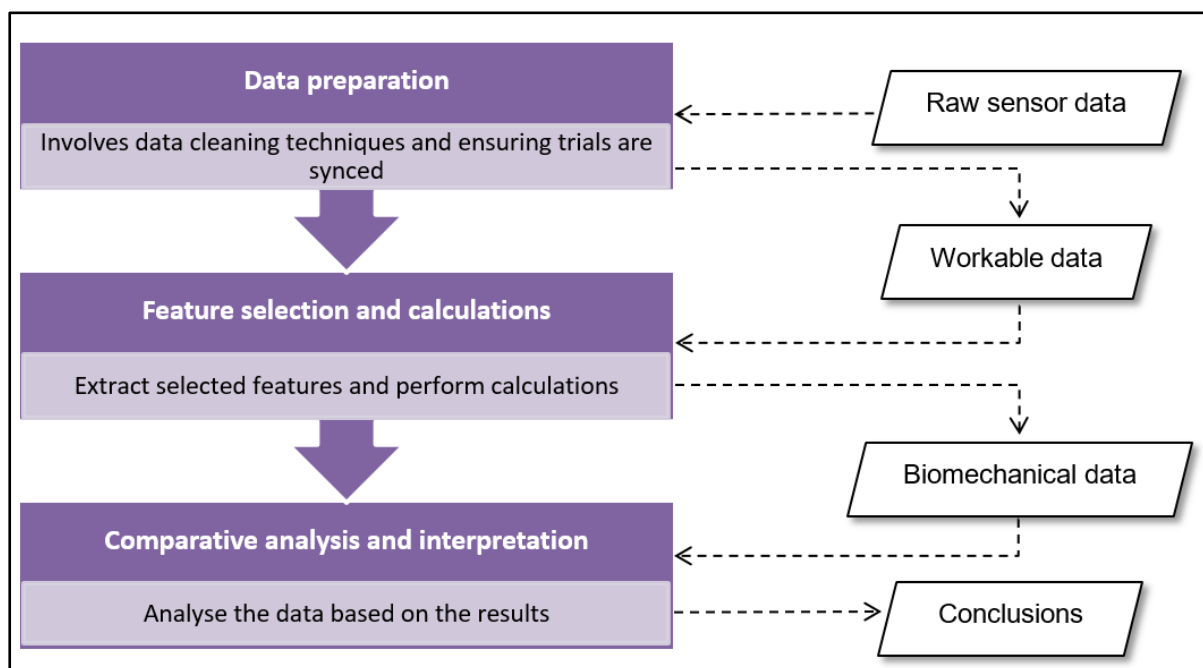 Data preparation
Raw sensor data
Involves data cleaning techniques and ensuring trials are
synced
Workable data
Feature selection and calculations
Extract selected features and perform calculations
Biomechanical data
Comparative analysis and interpretation
Analyse the data based on the results
Conclusions